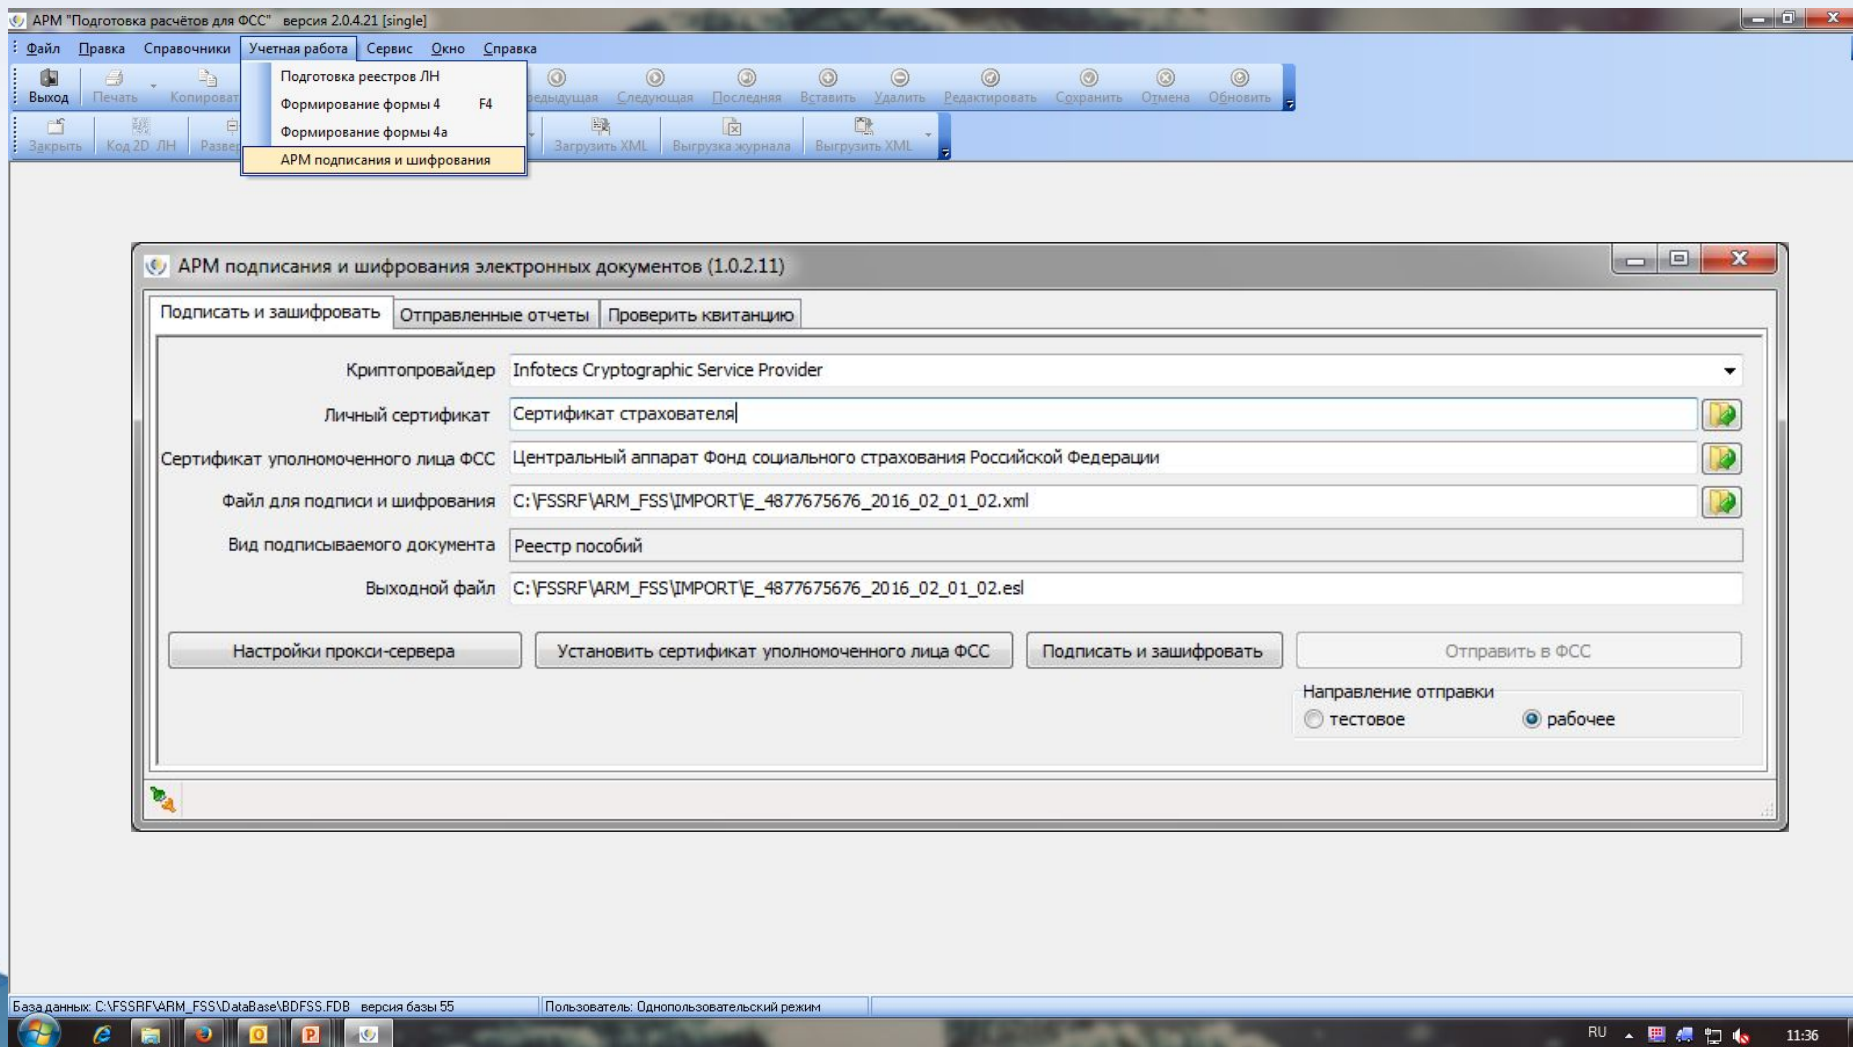 АРМ "Подготовка расчётов для ФСС" версия 2.0.4.21 [single]
Файл Правка Справочники Учетная работа Сервис Окно Справка
Подготовка реестров ЛН
Формирование формы 4 F4
Формирование формы 4а
АРМ подписания и шифрования
Выход Печать Копироват едыдущая Следующая Последняя Вставить Удалить Редактировать Сохранить Отмена Обновить
Закрыть Код 2D ЛН Развер Загрузить XML Выгрузка журнала Выгрузить XML
АРМ подписания и шифрования электронных документов (1.0.2.11)
Подписать и зашифровать Отправленные отчеты Проверить квитанцию
Криптопровайдер Infotecs Cryptographic Service Provider
Личный сертификат Сертификат страхователя
Сертификат уполномоченного лица ФСС Центральный аппарат Фонд социального страхования Российской Федерации
Файл для подписи и шифрования C:\FSSRF\ARM_FSS\IMPORT\E_4877675676_2016_02_01_02.xml
Вид подписываемого документа Реестр пособий
Выходной файл C:\FSSRF\ARM_FSS\IMPORT\E_4877675676_2016_02_01_02.esl
Настройки прокси-сервера Установить сертификат уполномоченного лица ФСС Подписать и зашифровать Отправить в ФСС
Направление отправки
тестовое рабочее
База данных: C:\FSSRF\ARM_FSS\DataBase\BDFSS.FDB версия базы 55 Пользователь: Однопользовательский режим
RU 11:36